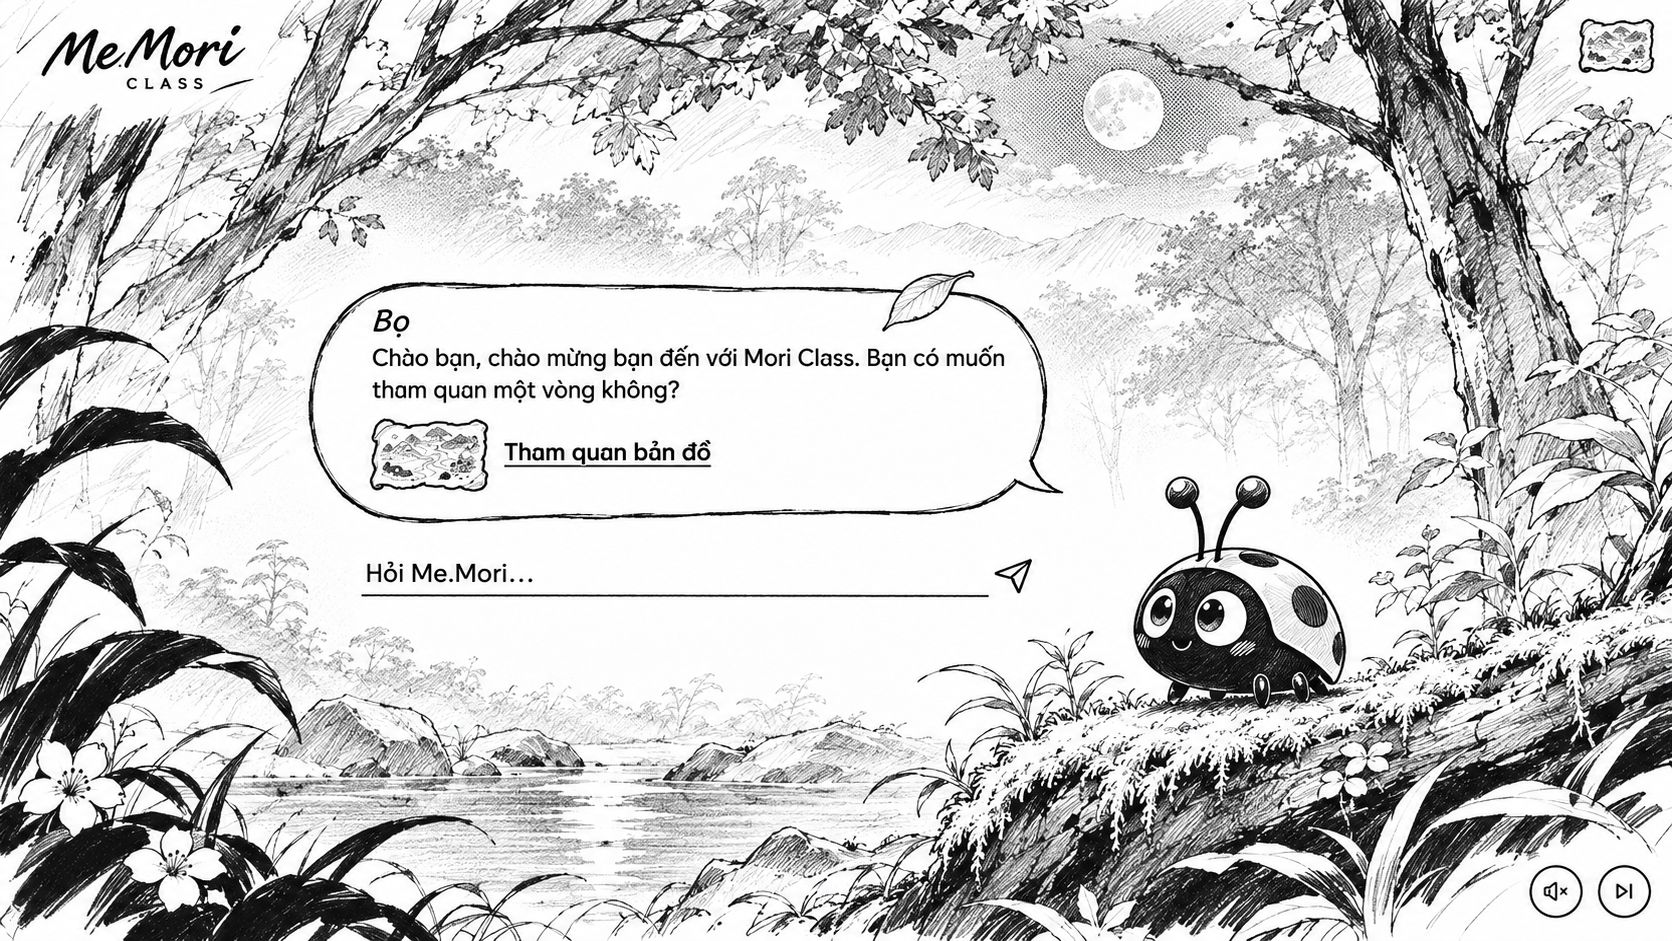 Me.Mori
CLASS
Bọ
Chào bạn, chào mừng bạn đến với Mori Class. Bạn có muốn
tham quan một vòng không?
Tham quan bản đồ
Hỏi Me.Mori...